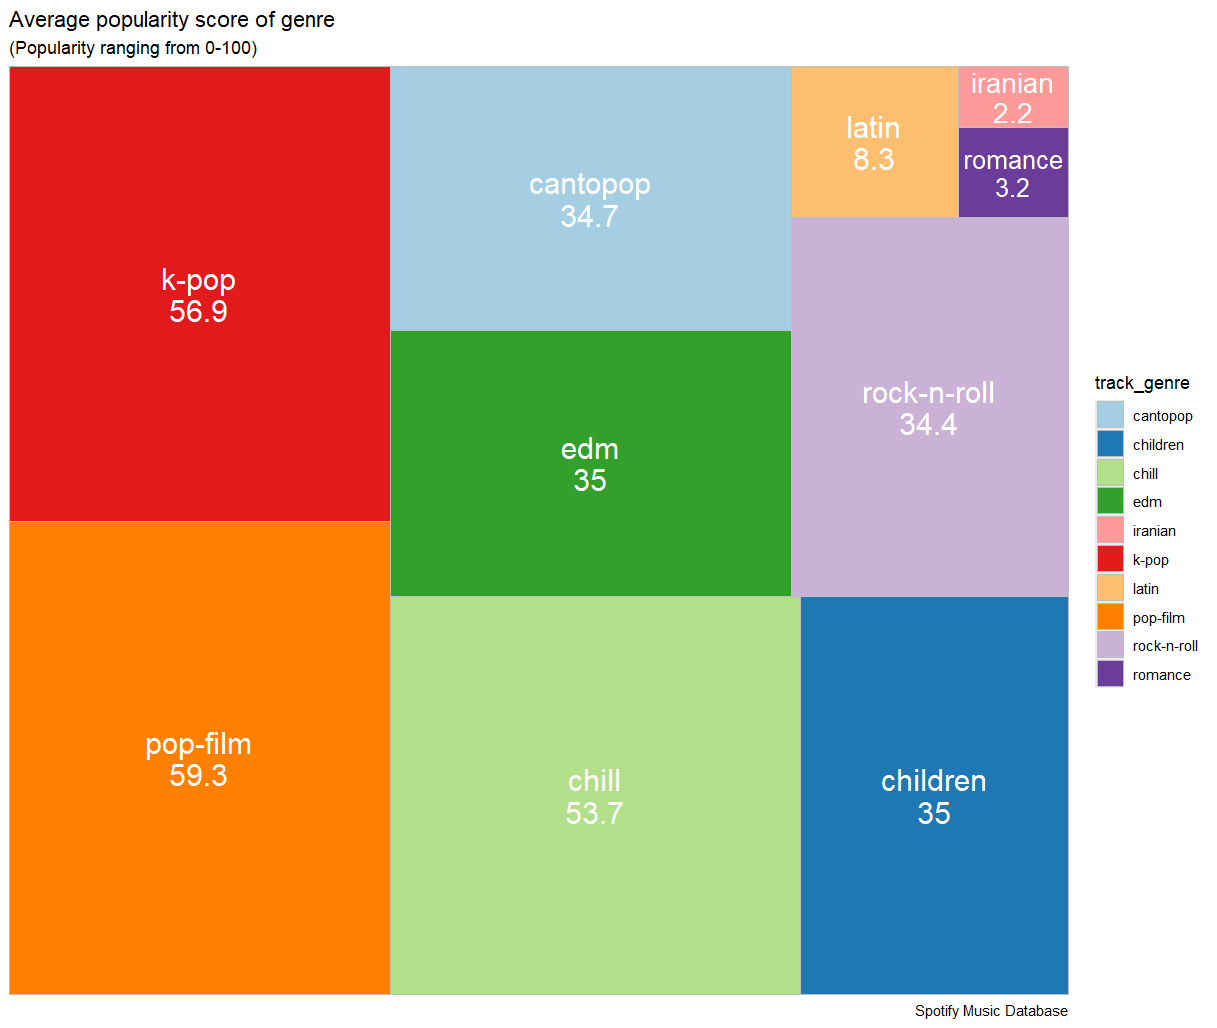 Average popularity score of genre
(Popularity ranging from 0-100)
k-pop
56.9
pop-film
59.3
cantopop
34.7
edm
35
chill
53.7
latin
8.3
iranian
2.2
romance
3.2
rock-n-roll
34.4
children
35
track_genre
cantopop
children
chill
edm
iranian
k-pop
latin
pop-film
rock-n-roll
romance
Spotify Music Database